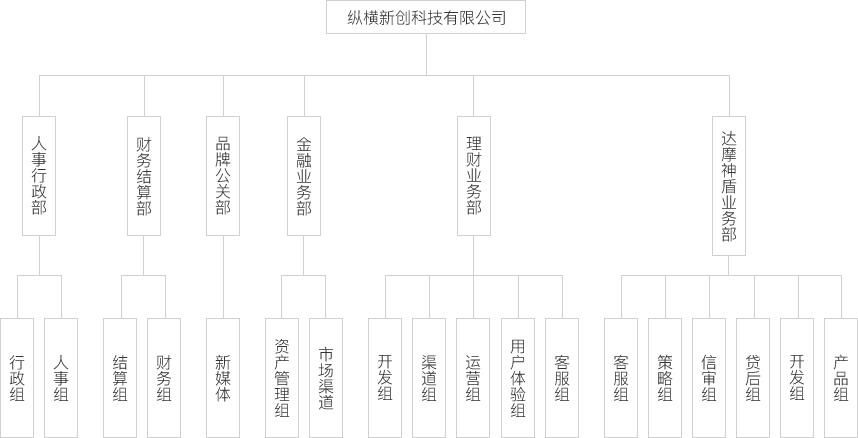 纵横新创科技有限公司
人事行政部
财务结算部
品牌公关部
金融业务部
理财业务部
达摩神盾业务部
行政组
人事组
结算组
财务组
新媒体
资产管理组
市场渠道
开发组
渠道组
运营组
用户体验组
客服组
客服组
策略组
信审组
贷后组
开发组
产品组